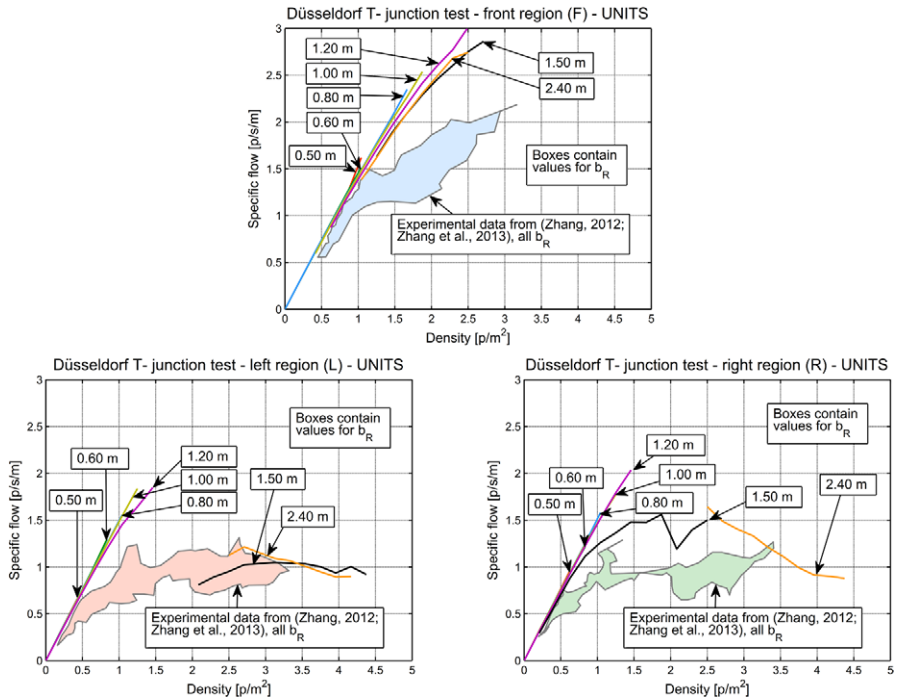 Düsseldorf T- junction test - front region (F) - UNITS
3
2.5
2
1.5
1
0.5
0
Specific flow [p/s/m]
1.20 m
1.00 m
0.80 m
0.60 m
0.50 m
1.50 m
2.40 m
Boxes contain
values for bR
Experimental data from (Zhang, 2012;
Zhang et al., 2013), all bR
0 0.5 1 1.5 2 2.5 3 3.5 4 4.5 5
Density [p/m2]
Düsseldorf T- junction test - left region (L) - UNITS
3
2.5
2
1.5
1
0.5
0
Specific flow [p/s/m]
Boxes contain
values for bR
0.60 m
0.50 m
1.20 m
1.00 m
0.80 m
1.50 m
2.40 m
Experimental data from (Zhang, 2012;
Zhang et al., 2013), all bR
0 0.5 1 1.5 2 2.5 3 3.5 4 4.5 5
Density [p/m2]
Düsseldorf T- junction test - right region (R) - UNITS
3
2.5
2
1.5
1
0.5
0
Specific flow [p/s/m]
Boxes contain
values for bR
1.20 m
1.00 m
0.60 m
0.50 m
0.80 m
1.50 m
2.40 m
Experimental data from (Zhang, 2012;
Zhang et al., 2013), all bR
0 0.5 1 1.5 2 2.5 3 3.5 4 4.5 5
Density [p/m2]